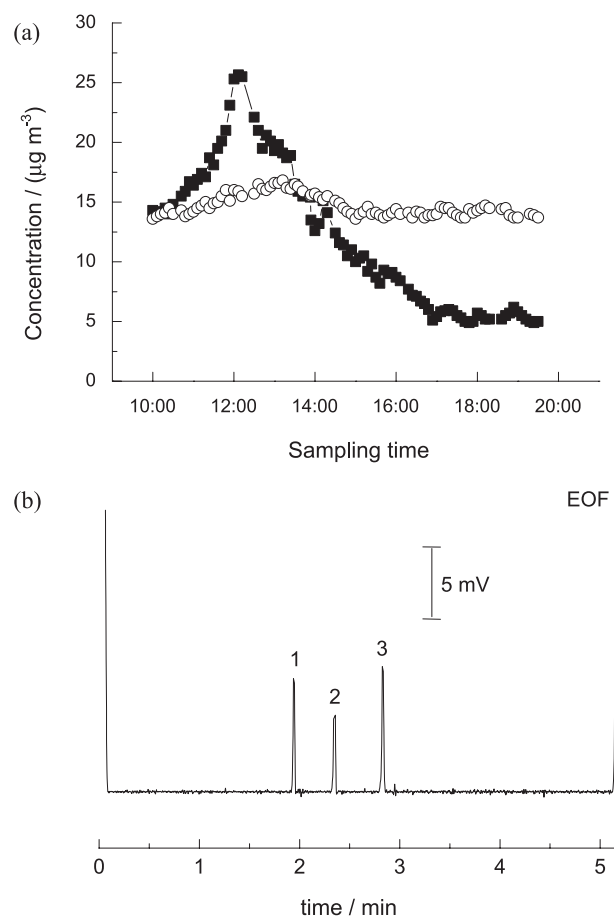 (a)
30
25
20
15
10
5
0
Concentration / (µg m⁻³)
10:00 12:00 14:00 16:00 18:00 20:00
Sampling time
(b)
EOF
5 mV
1
2
3
0 1 2 3 4 5
time / min